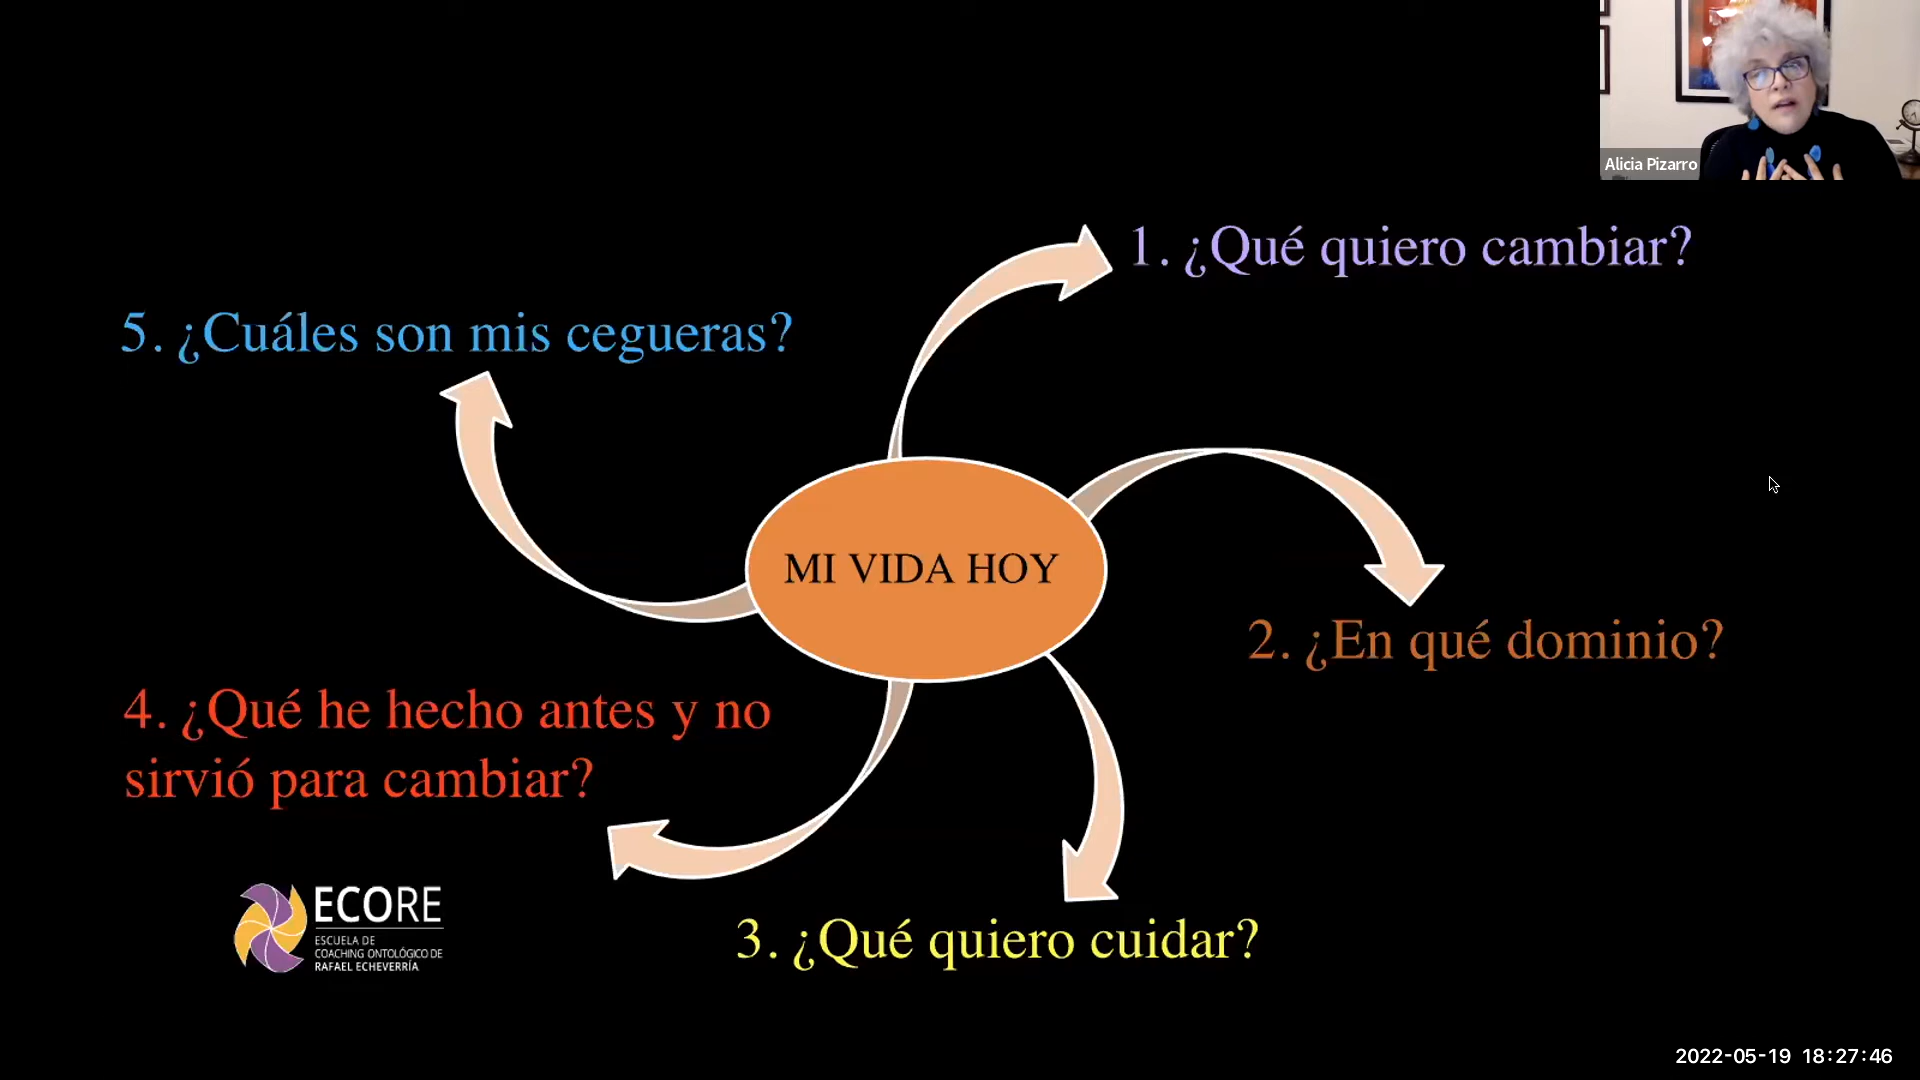 Alicia Pizarro
1. ¿Qué quiero cambiar?
5. ¿Cuáles son mis cegueras?
MI VIDA HOY
2. ¿En qué dominio?
4. ¿Qué he hecho antes y no
sirvió para cambiar?
3. ¿Qué quiero cuidar?
ECORE
ESCUELA DE
COACHING ONTOLÓGICO DE
RAFAEL ECHEVERRÍA
2022-05-19 18:27:46